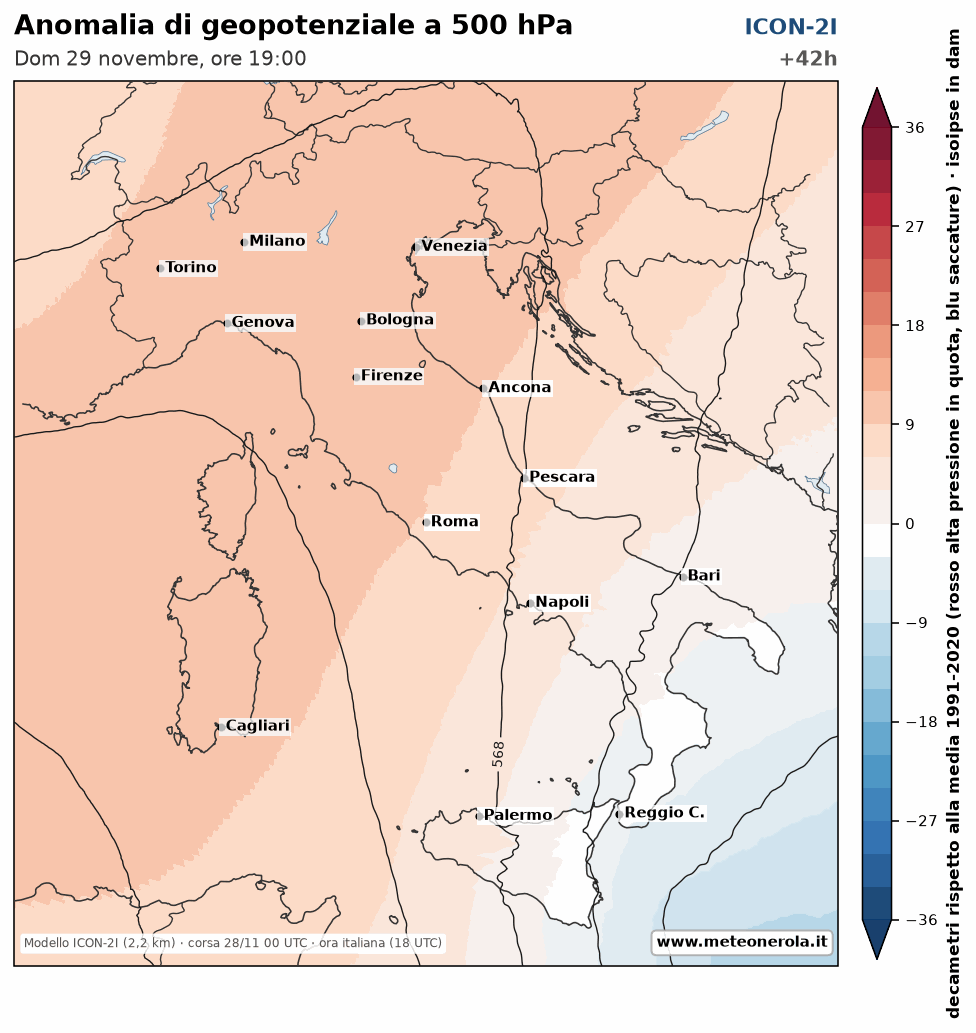 Anomalia di geopotenziale a 500 hPa
ICON-2I
Dom 29 novembre, ore 19:00
+42h
Milano
Venezia
Torino
Genova
Bologna
Firenze
Ancona
Pescara
Roma
Bari
Napoli
Cagliari
568
Palermo
Reggio C.
Modello ICON-2I (2,2 km) · corsa 28/11 00 UTC · ora italiana (18 UTC)
www.meteonerola.it
36
27
18
9
0
−9
−18
−27
−36
decametri rispetto alla media 1991-2020 (rosso alta pressione in quota, blu saccature) · isoipse in dam